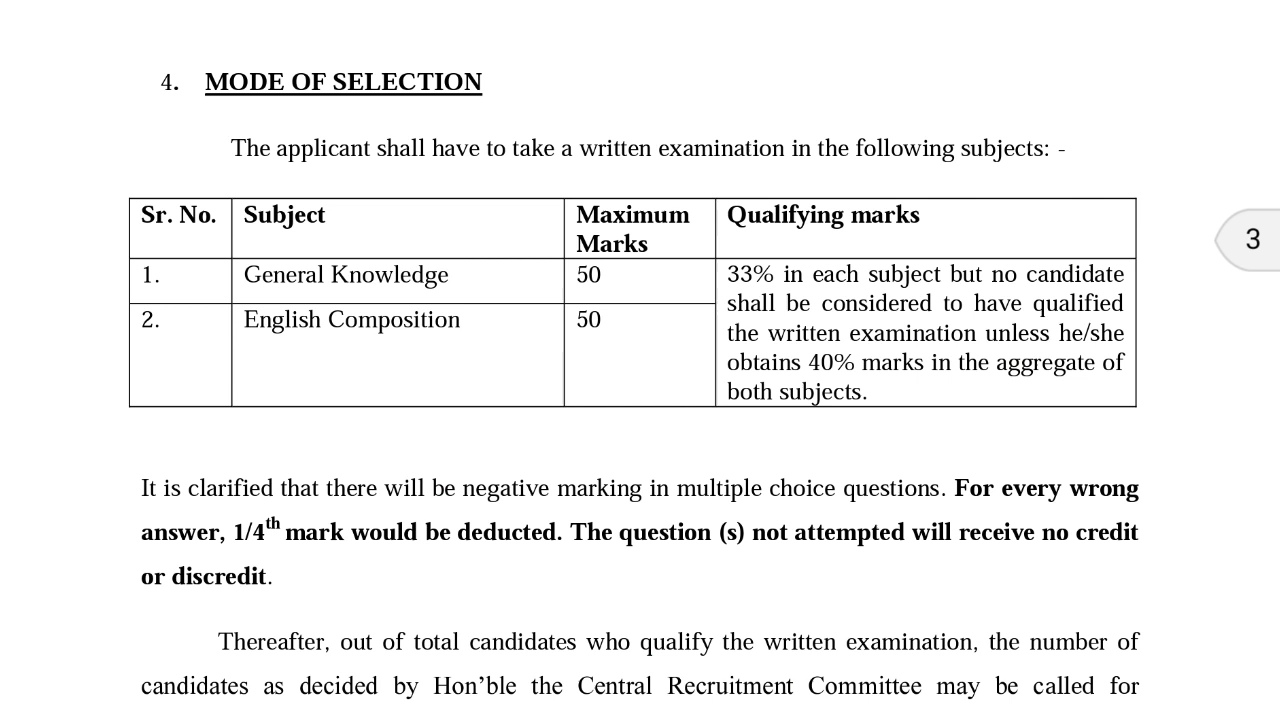 4. MODE OF SELECTION
The applicant shall have to take a written examination in the following subjects: -
Sr. No. Subject Maximum Marks Qualifying marks
1. General Knowledge 50 33% in each subject but no candidate
shall be considered to have qualified
2. English Composition 50 the written examination unless he/she
obtains 40% marks in the aggregate of
both subjects.
3
It is clarified that there will be negative marking in multiple choice questions. For every wrong
answer, 1/4th mark would be deducted. The question (s) not attempted will receive no credit
or discredit.
Thereafter, out of total candidates who qualify the written examination, the number of
candidates as decided by Hon’ble the Central Recruitment Committee may be called for